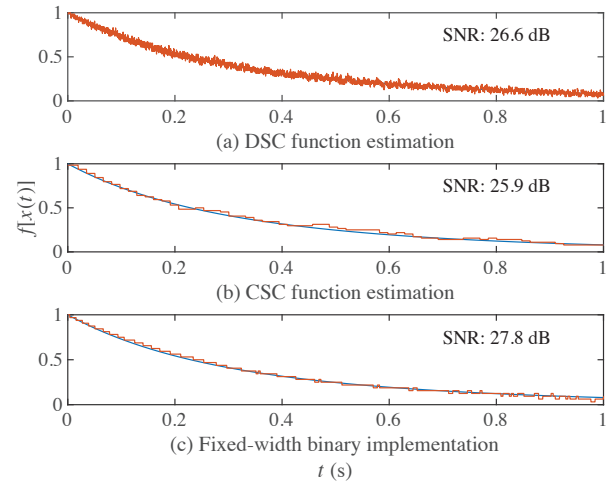 1
0.5
0
SNR: 26.6 dB
0 0.2 0.4 0.6 0.8 1
(a) DSC function estimation
1
0.5
0
f[x(t)]
SNR: 25.9 dB
0 0.2 0.4 0.6 0.8 1
(b) CSC function estimation
1
0.5
0
SNR: 27.8 dB
0 0.2 0.4 0.6 0.8 1
(c) Fixed-width binary implementation
t (s)